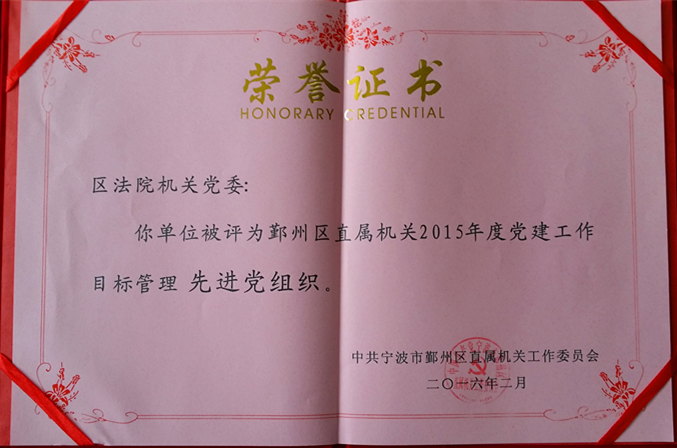 荣誉证书
HONORARY CREDENTIAL
区法院机关党委:
你单位被评为鄞州区直属机关2015年度党建工作
目标管理 先进党组织。
中共宁波市鄞州区直属机关工作委员会
二〇一六年二月